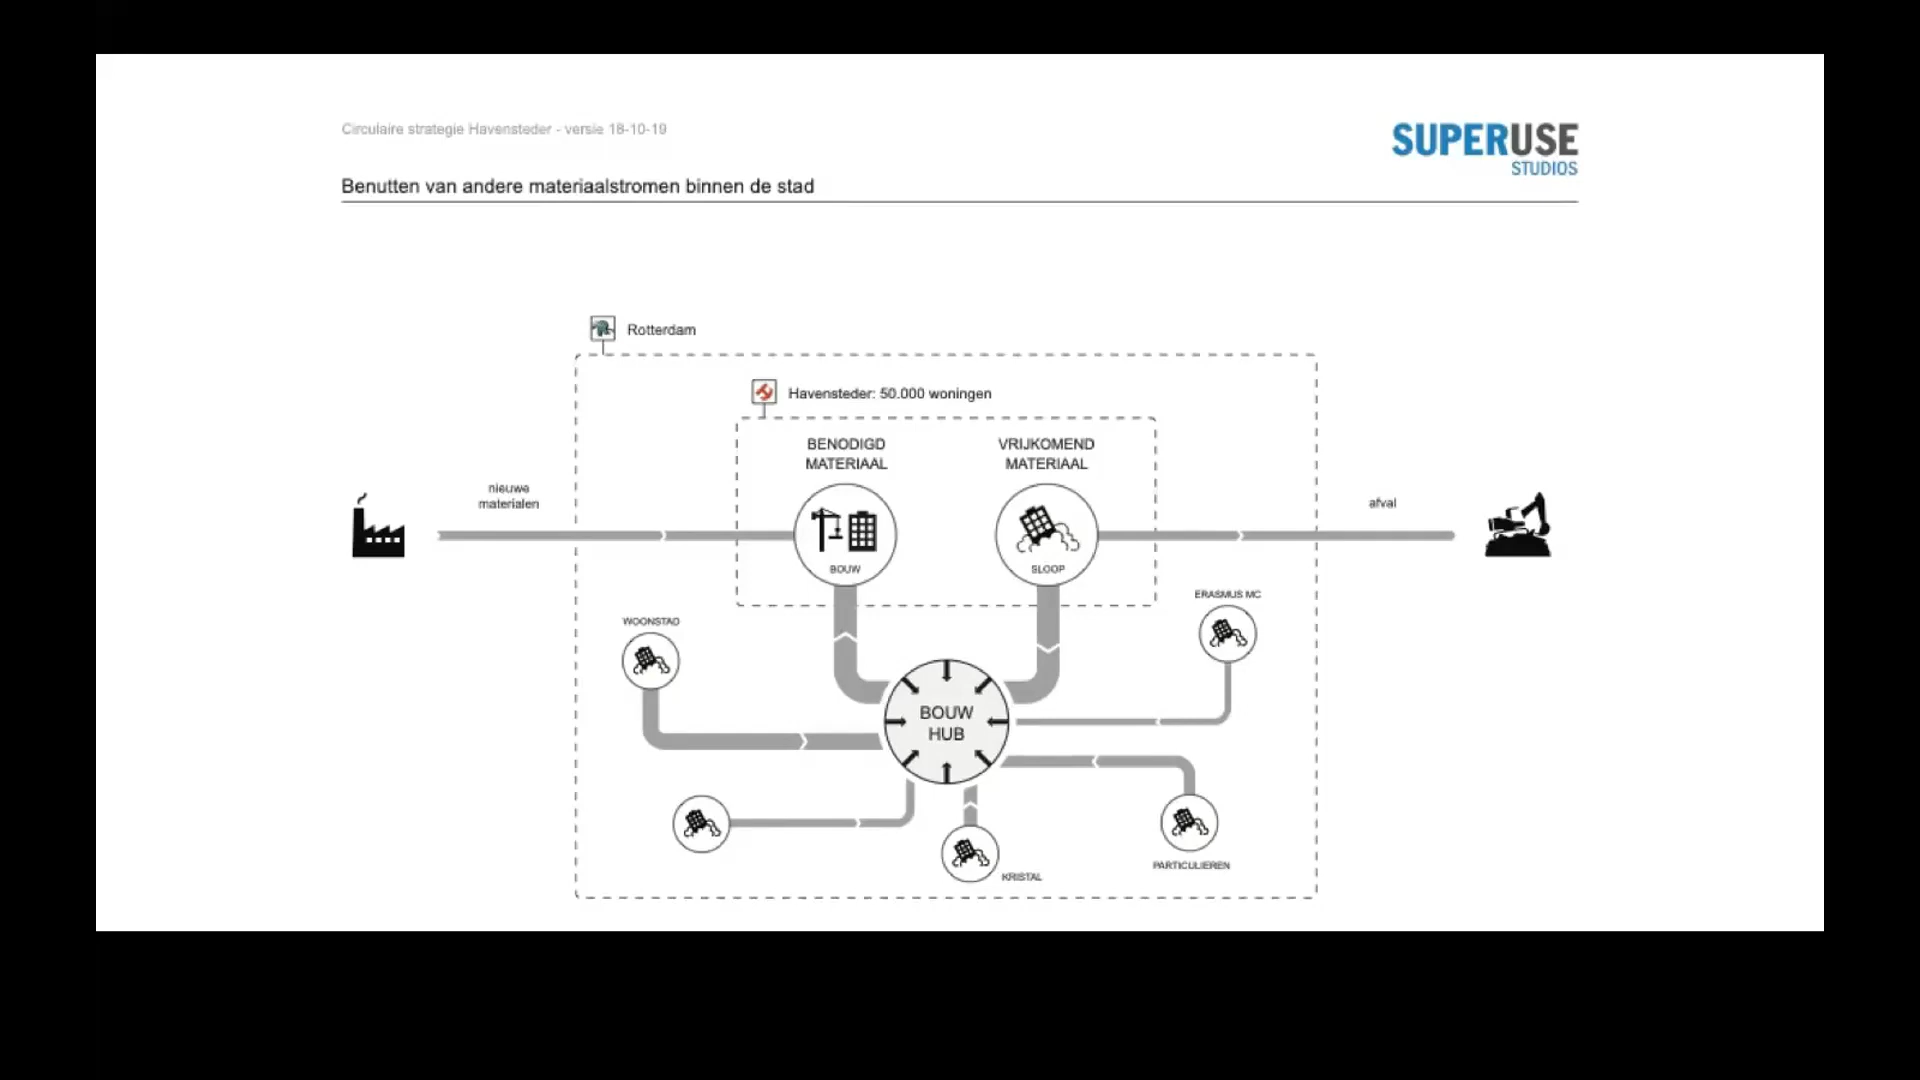 Circulaire strategie Havensteder - versie 18-10-19
SUPERUSE
STUDIOS
Benutten van andere materiaalstromen binnen de stad
Rotterdam
Havensteder: 50.000 woningen
BENODIGD
MATERIAAL
VRIJKOMEND
MATERIAAL
nieuwe
materialen
afval
BOUW
SLOOP
ERASMUS MC
WOONSTAD
BOUW
HUB
PARTICULIEREN
KRISTAL